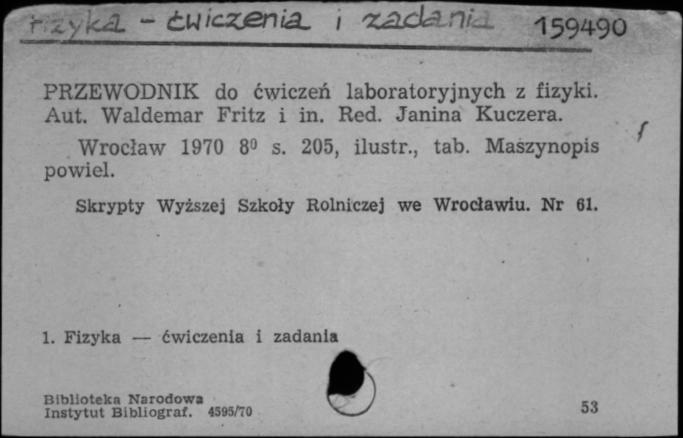 Fizyka - ćwiczenia i zadania 159490
PRZEWODNIK do ćwiczeń laboratoryjnych z fizyki.
Aut. Waldemar Fritz i in. Red. Janina Kuczera.
Wrocław 1970 8⁰ s. 205, ilustr., tab. Maszynopis
powiel.
Skrypty Wyższej Szkoły Rolniczej we Wrocławiu. Nr 61.
1. Fizyka — ćwiczenia i zadania
Biblioteka Narodowa
Instytut Bibliograf. 4595/70
53